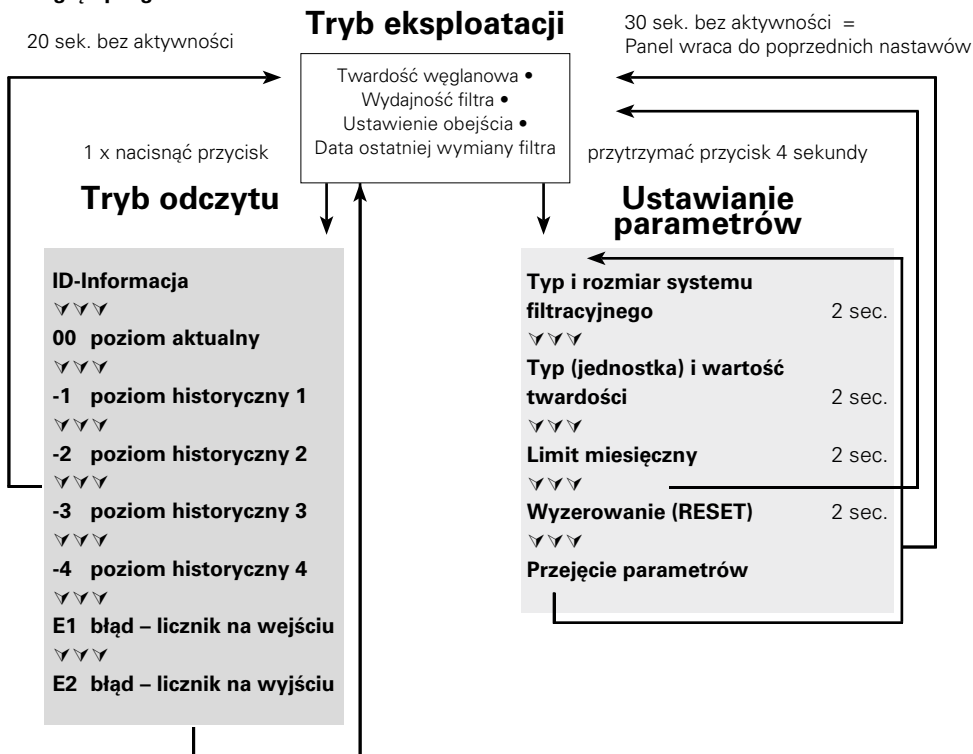 Tryb eksploatacji
20 sek. bez aktywności
30 sek. bez aktywności =
Panel wraca do poprzednich nastawów
Twardość węglanowa •
Wydajność filtra •
Ustawienie obejścia •
Data ostatniej wymiany filtra
1 x nacisnąć przycisk
przytrzymać przycisk 4 sekundy
Tryb odczytu
ID-Informacja
00 poziom aktualny
-1 poziom historyczny 1
-2 poziom historyczny 2
-3 poziom historyczny 3
-4 poziom historyczny 4
E1 błąd – licznik na wejściu
E2 błąd – licznik na wyjściu
Ustawianie
parametrów
Typ i rozmiar systemu
filtracyjnego 2 sec.
Typ (jednostka) i wartość
twardości 2 sec.
Limit miesięczny 2 sec.
Wyzerowanie (RESET) 2 sec.
Przejęcie parametrów